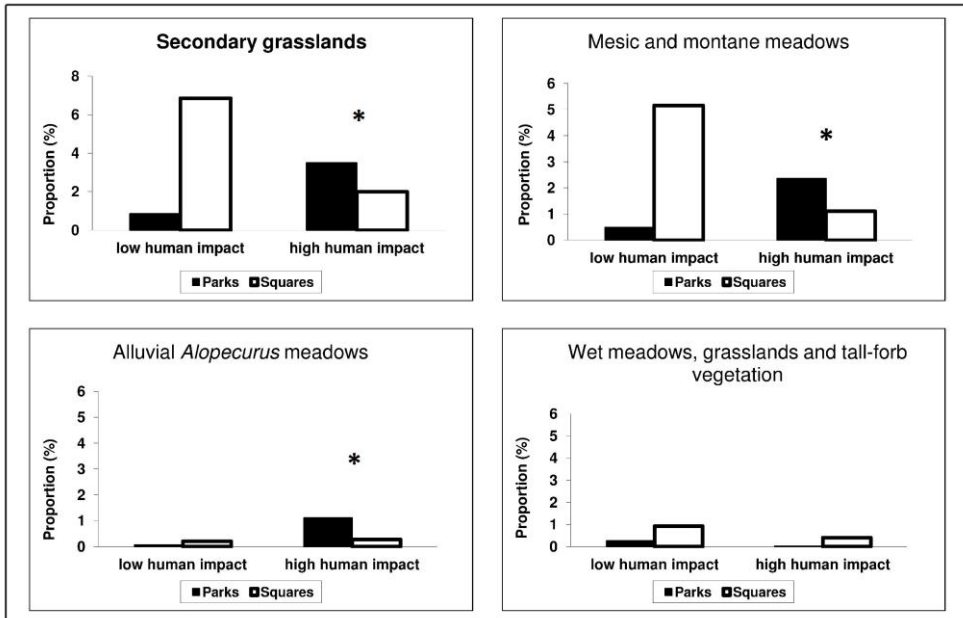 Secondary grasslands
Proportion (%)
8
6
4
2
0
*
low human impact high human impact
Parks Squares
Mesic and montane meadows
Proportion (%)
6
5
4
3
2
1
0
*
low human impact high human impact
Parks Squares
Alluvial Alopecurus meadows
Proportion (%)
6
5
4
3
2
1
0
*
low human impact high human impact
Parks Squares
Wet meadows, grasslands and tall-forb
vegetation
Proportion (%)
6
5
4
3
2
1
0
low human impact high human impact
Parks Squares